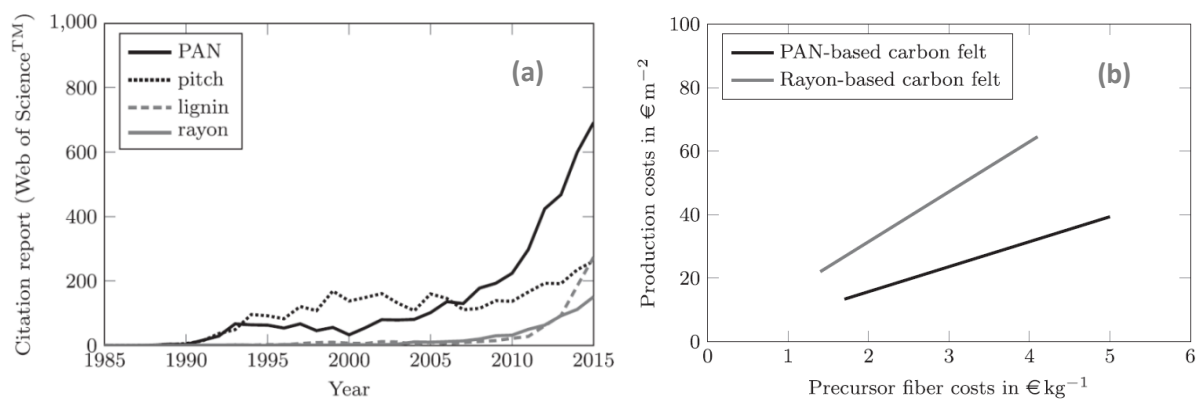 1,000
800
600
400
200
0
Citation report (Web of Science™)
PAN
pitch
lignin
rayon
(a)
1985 1990 1995 2000 2005 2010 2015
Year
100
80
60
40
20
0
Production costs in € m⁻²
PAN-based carbon felt
Rayon-based carbon felt
(b)
0 1 2 3 4 5 6
Precursor fiber costs in € kg⁻¹